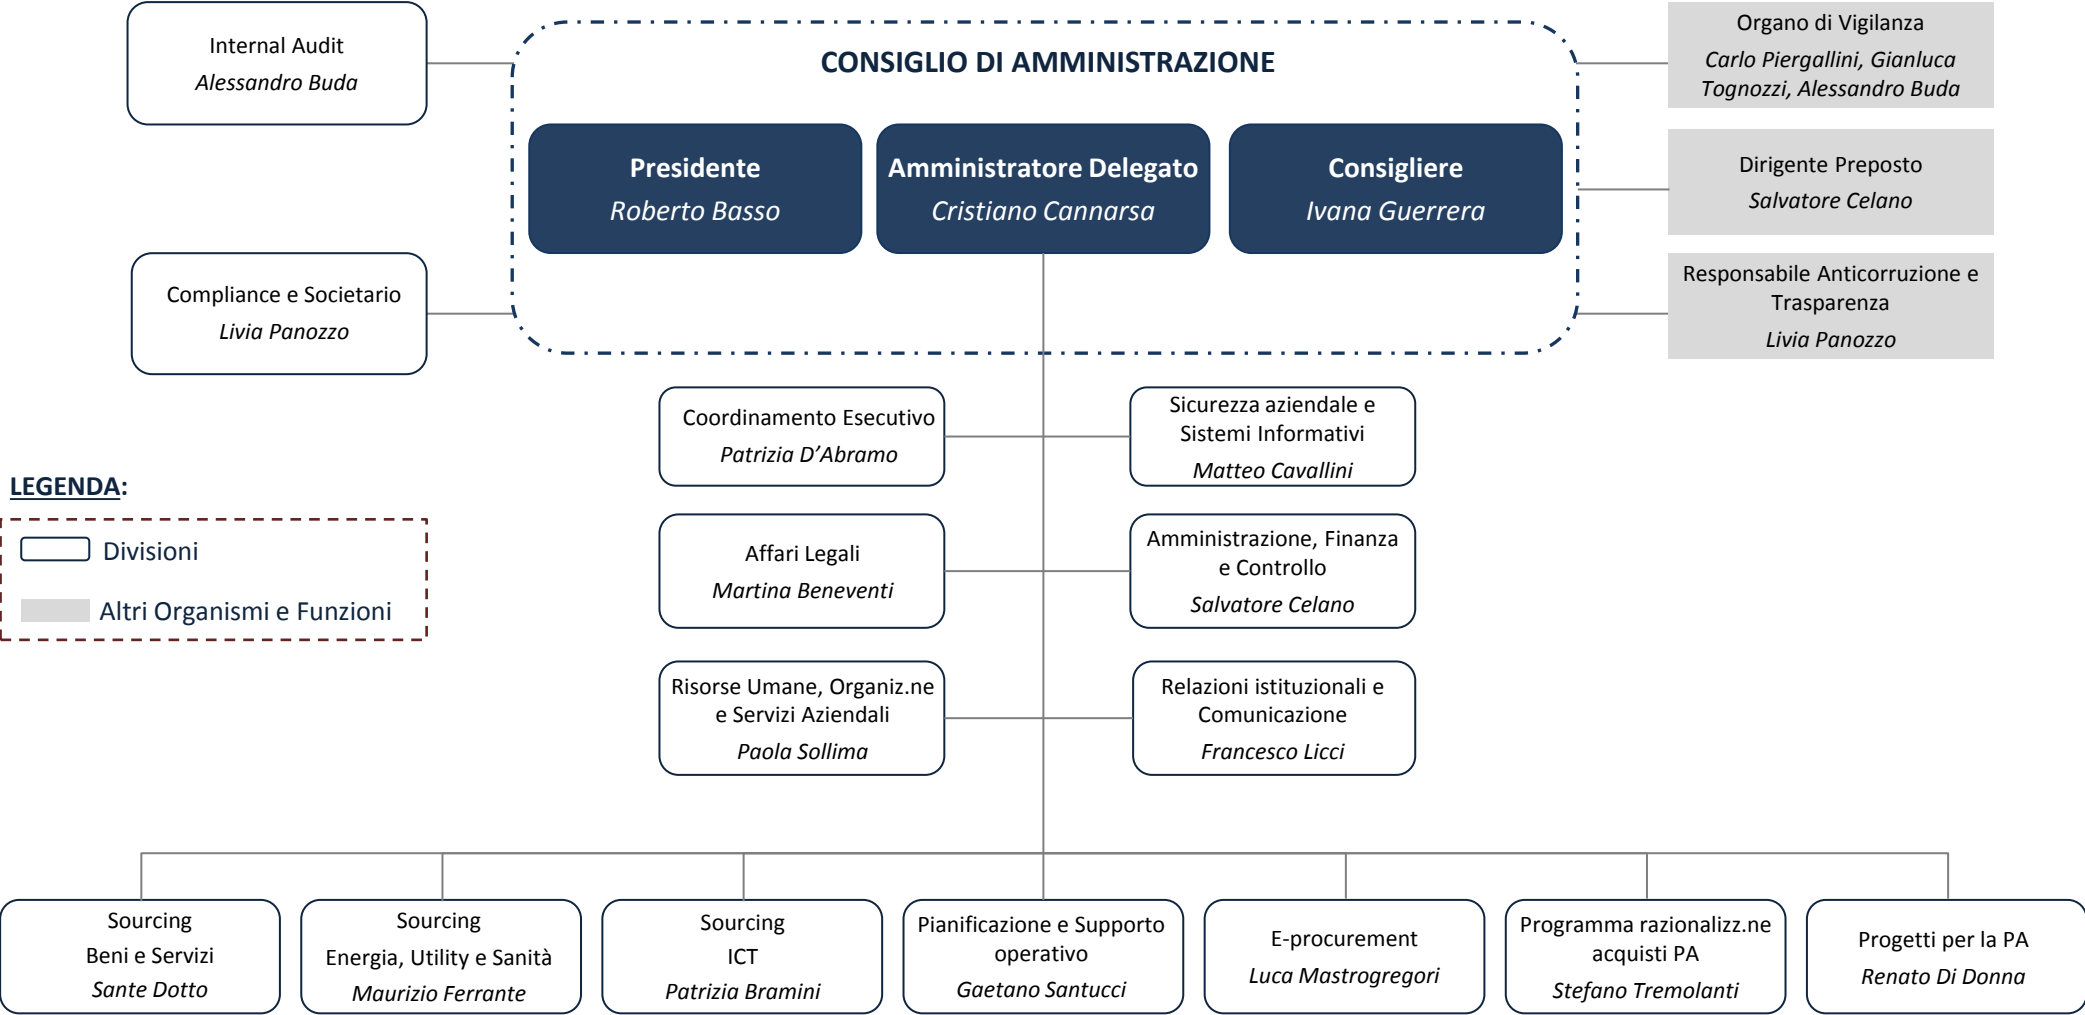 Internal Audit
Alessandro Buda
CONSIGLIO DI AMMINISTRAZIONE
Organo di Vigilanza
Carlo Piergallini, Gianluca
Tognozzi, Alessandro Buda
Presidente
Roberto Basso
Amministratore Delegato
Cristiano Cannarsa
Consigliere
Ivana Guerrera
Dirigente Preposto
Salvatore Celano
Compliance e Societario
Livia Panozzo
Responsabile Anticorruzione e
Trasparenza
Livia Panozzo
Coordinamento Esecutivo
Patrizia D’Abramo
Sicurezza aziendale e
Sistemi Informativi
Matteo Cavallini
LEGENDA:
Divisioni
Altri Organismi e Funzioni
Affari Legali
Martina Beneventi
Amministrazione, Finanza
e Controllo
Salvatore Celano
Risorse Umane, Organiz.ne
e Servizi Aziendali
Paola Sollima
Relazioni istituzionali e
Comunicazione
Francesco Licci
Sourcing
Beni e Servizi
Sante Dotto
Sourcing
Energia, Utility e Sanità
Maurizio Ferrante
Sourcing
ICT
Patrizia Bramini
Pianificazione e Supporto
operativo
Gaetano Santucci
E-procurement
Luca Mastrogregori
Programma razionalizz.ne
acquisti PA
Stefano Tremolanti
Progetti per la PA
Renato Di Donna